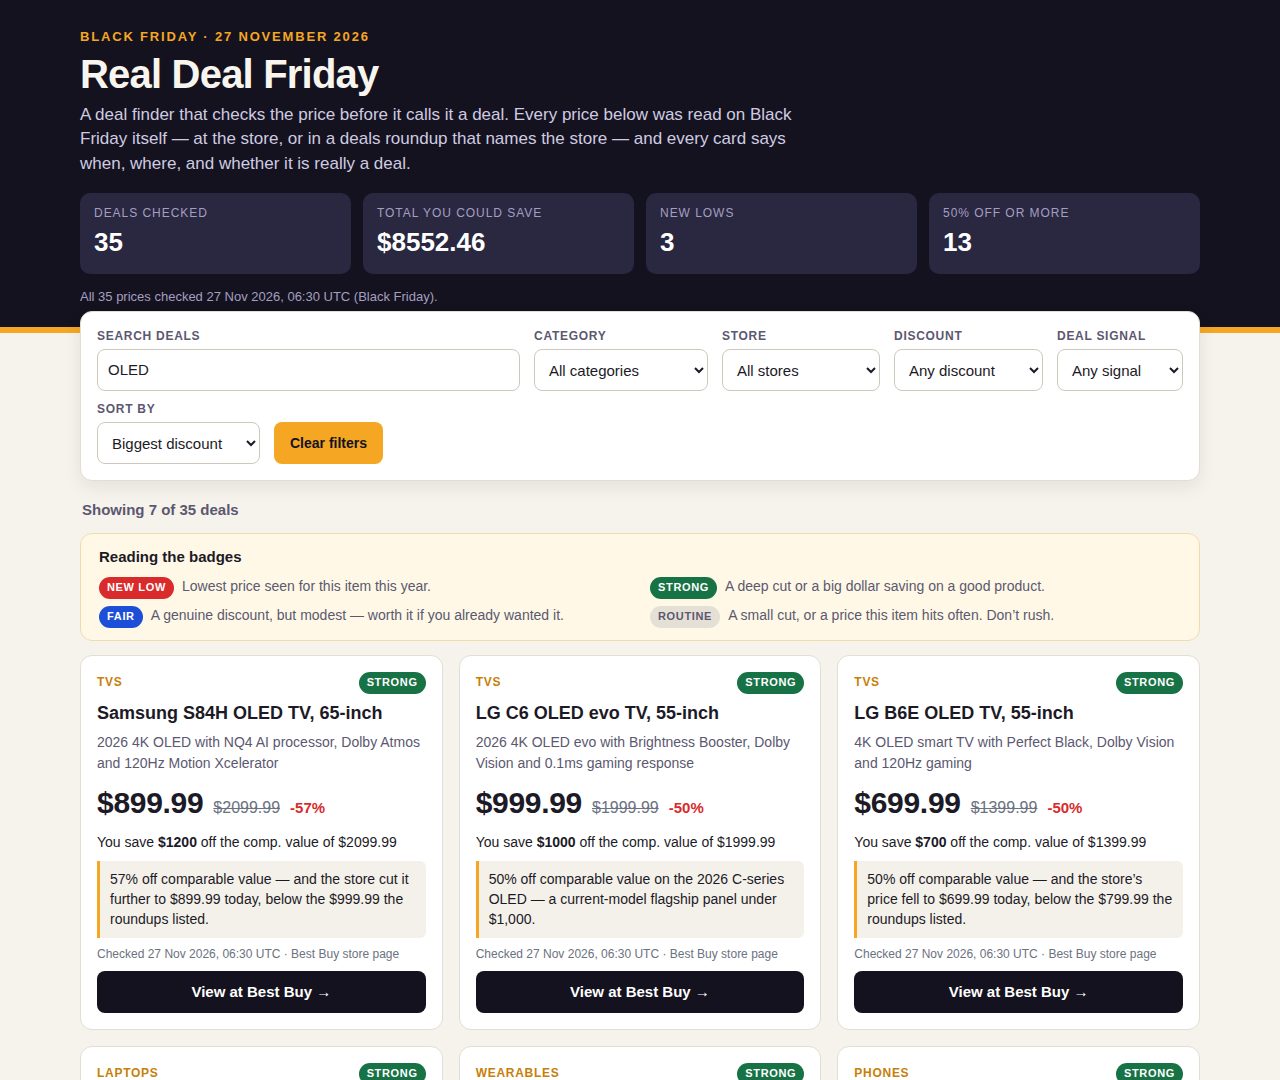 BLACK FRIDAY · 27 NOVEMBER 2026
Real Deal Friday
A deal finder that checks the price before it calls it a deal. Every price below was read on Black
Friday itself — at the store, or in a deals roundup that names the store — and every card says
when, where, and whether it is really a deal.
DEALS CHECKED
35
TOTAL YOU COULD SAVE
$8552.46
NEW LOWS
3
50% OFF OR MORE
13
All 35 prices checked 27 Nov 2026, 06:30 UTC (Black Friday).
SEARCH DEALS
OLED
CATEGORY
All categories
STORE
All stores
DISCOUNT
Any discount
DEAL SIGNAL
Any signal
SORT BY
Biggest discount
Clear filters
Showing 7 of 35 deals
Reading the badges
NEW LOW Lowest price seen for this item this year.
STRONG A deep cut or a big dollar saving on a good product.
FAIR A genuine discount, but modest — worth it if you already wanted it.
ROUTINE A small cut, or a price this item hits often. Don’t rush.
TVS
STRONG
Samsung S84H OLED TV, 65-inch
2026 4K OLED with NQ4 AI processor, Dolby Atmos
and 120Hz Motion Xcelerator
$899.99 $2099.99 -57%
You save $1200 off the comp. value of $2099.99
57% off comparable value — and the store cut it
further to $899.99 today, below the $999.99 the
roundups listed.
Checked 27 Nov 2026, 06:30 UTC · Best Buy store page
View at Best Buy →
TVS
STRONG
LG C6 OLED evo TV, 55-inch
2026 4K OLED evo with Brightness Booster, Dolby
Vision and 0.1ms gaming response
$999.99 $1999.99 -50%
You save $1000 off the comp. value of $1999.99
50% off comparable value on the 2026 C-series
OLED — a current-model flagship panel under
$1,000.
Checked 27 Nov 2026, 06:30 UTC · Best Buy store page
View at Best Buy →
TVS
STRONG
LG B6E OLED TV, 55-inch
4K OLED smart TV with Perfect Black, Dolby Vision
and 120Hz gaming
$699.99 $1399.99 -50%
You save $700 off the comp. value of $1399.99
50% off comparable value — and the store’s
price fell to $699.99 today, below the $799.99 the
roundups listed.
Checked 27 Nov 2026, 06:30 UTC · Best Buy store page
View at Best Buy →
LAPTOPS
STRONG
WEARABLES
STRONG
PHONES
STRONG